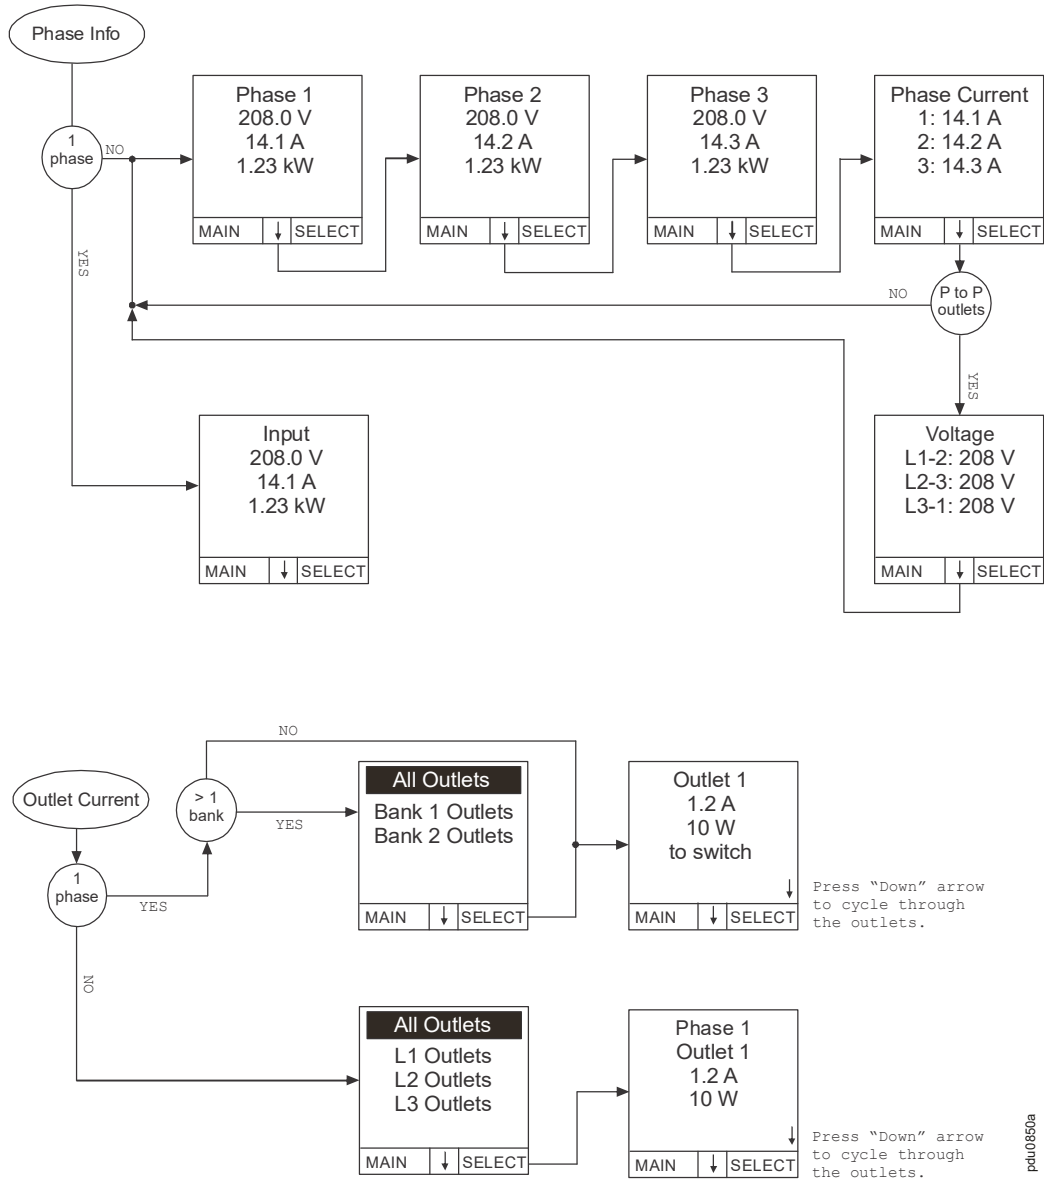 Phase Info
1
phase
NO
YES
Phase 1
208.0 V
14.1 A
1.23 kW
MAIN ↓ SELECT
Phase 2
208.0 V
14.2 A
1.23 kW
MAIN ↓ SELECT
Phase 3
208.0 V
14.3 A
1.23 kW
MAIN ↓ SELECT
Phase Current
1: 14.1 A
2: 14.2 A
3: 14.3 A
MAIN ↓ SELECT
P to P
outlets
NO
YES
Input
208.0 V
14.1 A
1.23 kW
MAIN ↓ SELECT
Voltage
L1-2: 208 V
L2-3: 208 V
L3-1: 208 V
MAIN ↓ SELECT
Outlet Current
1
phase
YES
NO
> 1
bank
NO
YES
All Outlets
Bank 1 Outlets
Bank 2 Outlets
MAIN ↓ SELECT
Outlet 1
1.2 A
10 W
to switch
↓
MAIN ↓ SELECT
Press “Down” arrow
to cycle through
the outlets.
All Outlets
L1 Outlets
L2 Outlets
L3 Outlets
MAIN ↓ SELECT
Phase 1
Outlet 1
1.2 A
10 W
↓
MAIN ↓ SELECT
Press “Down” arrow
to cycle through
the outlets.
pdu0850a